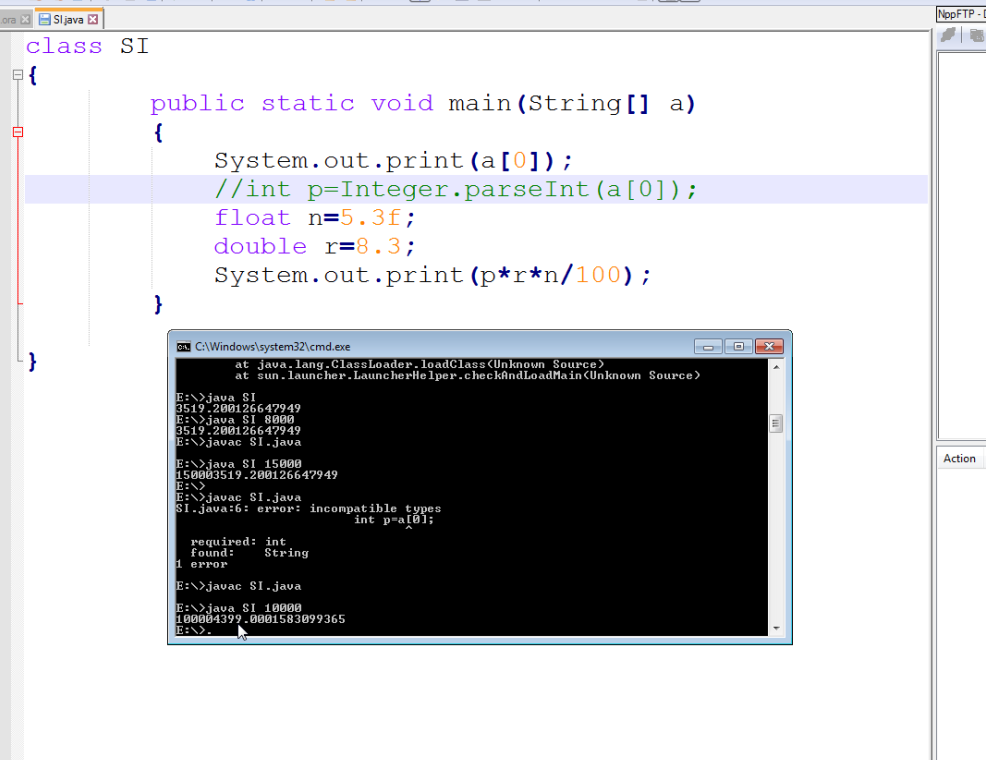 SI.java
NppFTP -
class SI
{
public static void main(String[] a)
{
System.out.print(a[0]);
//int p=Integer.parseInt(a[0]);
float n=5.3f;
double r=8.3;
System.out.print(p*r*n/100);
}
}
C:\Windows\system32\cmd.exe
at java.lang.ClassLoader.loadClass(Unknown Source)
at sun.launcher.LauncherHelper.checkAndLoadMain(Unknown Source)
E:\>java SI
3519.200126647949
E:\>java SI 8000
3519.200126647949
E:\>javac SI.java
E:\>java SI 15000
150003519.200126647949
E:\>
E:\>javac SI.java
SI.java:6: error: incompatible types
int p=a[0];
^
required: int
found: String
1 error
E:\>javac SI.java
E:\>java SI 10000
100004399.0001583099365
E:\>.
Action